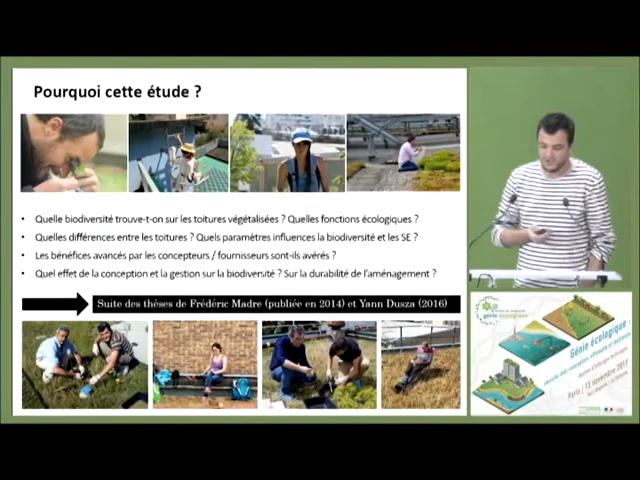 Pourquoi cette étude ?
• Quelle biodiversité trouve-t-on sur les toitures végétalisées ? Quelles fonctions écologiques ?
• Quelles différences entre les toitures ? Quels paramètres influences la biodiversité et les SE ?
• Les bénéfices avancés par les concepteurs / fournisseurs sont-ils avérés ?
• Quel effet de la conception et la gestion sur la biodiversité ? Sur la durabilité de l'aménagement ?
Suite des thèses de Frédéric Madre (publiée en 2014) et Yann Dusza (2016)
génie écologique
Génie écologique :
Paris | 13 novembre 2019